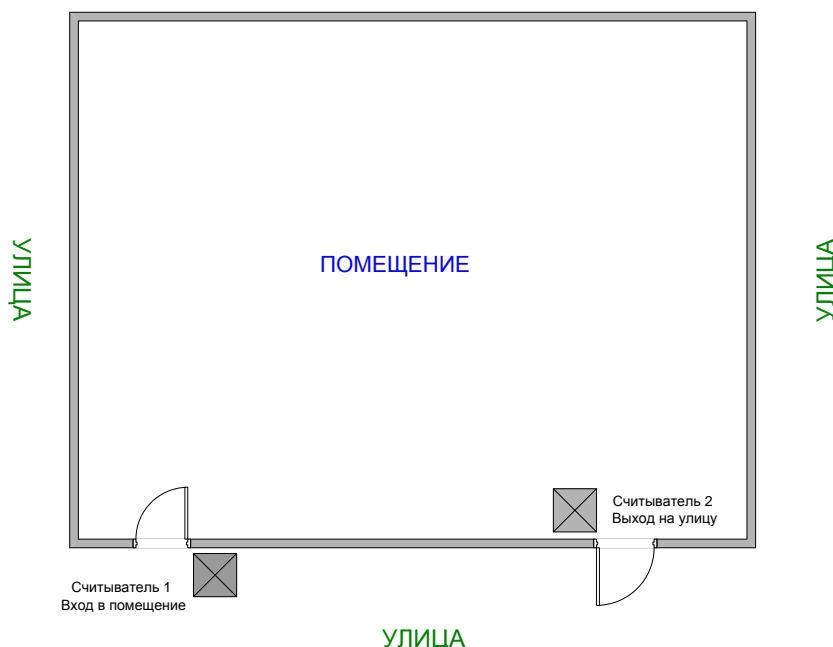 УЛИЦА
ПОМЕЩЕНИЕ
УЛИЦА
Считыватель 2
Выход на улицу
Считыватель 1
Вход в помещение
УЛИЦА